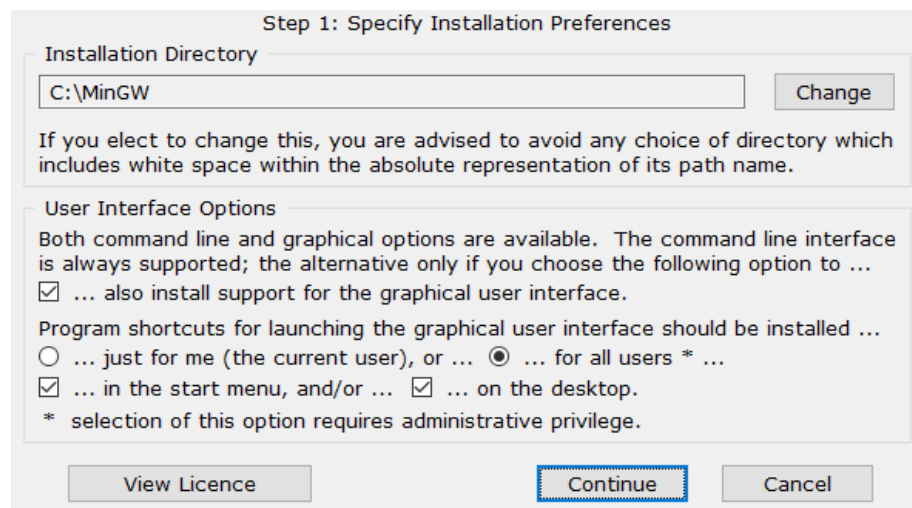 Step 1: Specify Installation Preferences
Installation Directory
C:\MinGW
Change
If you elect to change this, you are advised to avoid any choice of directory which
includes white space within the absolute representation of its path name.
User Interface Options
Both command line and graphical options are available.  The command line interface
is always supported; the alternative only if you choose the following option to ...
... also install support for the graphical user interface.
Program shortcuts for launching the graphical user interface should be installed ...
... just for me (the current user), or ... ... for all users * ...
... in the start menu, and/or ... ... on the desktop.
* selection of this option requires administrative privilege.
View Licence Continue Cancel